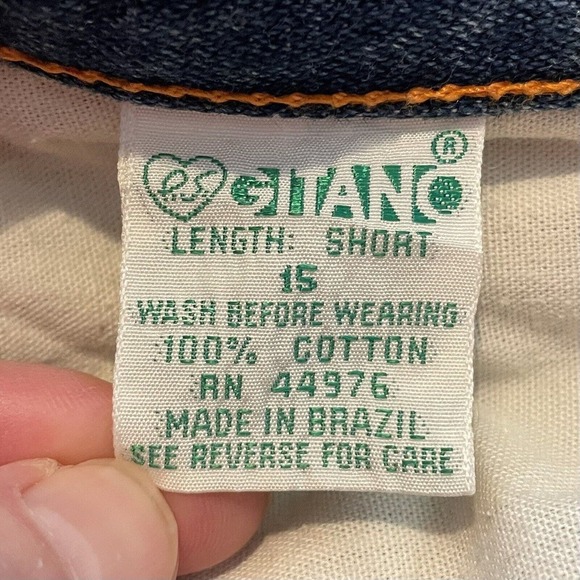 GITANO ®
LENGTH: SHORT
15
WASH BEFORE WEARING
100% COTTON
RN 44976
MADE IN BRAZIL
SEE REVERSE FOR CARE